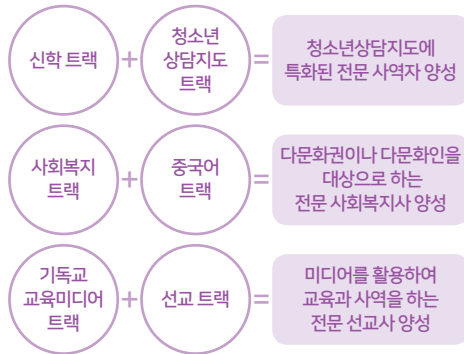 신학 트랙
+
청소년
상담지도
트랙
=
청소년상담지도에
특화된 전문 사역자 양성
사회복지
트랙
+
중국어
트랙
=
다문화권이나 다문화인을
대상으로 하는
전문 사회복지사 양성
기독교
교육미디어
트랙
+
선교 트랙
=
미디어를 활용하여
교육과 사역을 하는
전문 선교사 양성